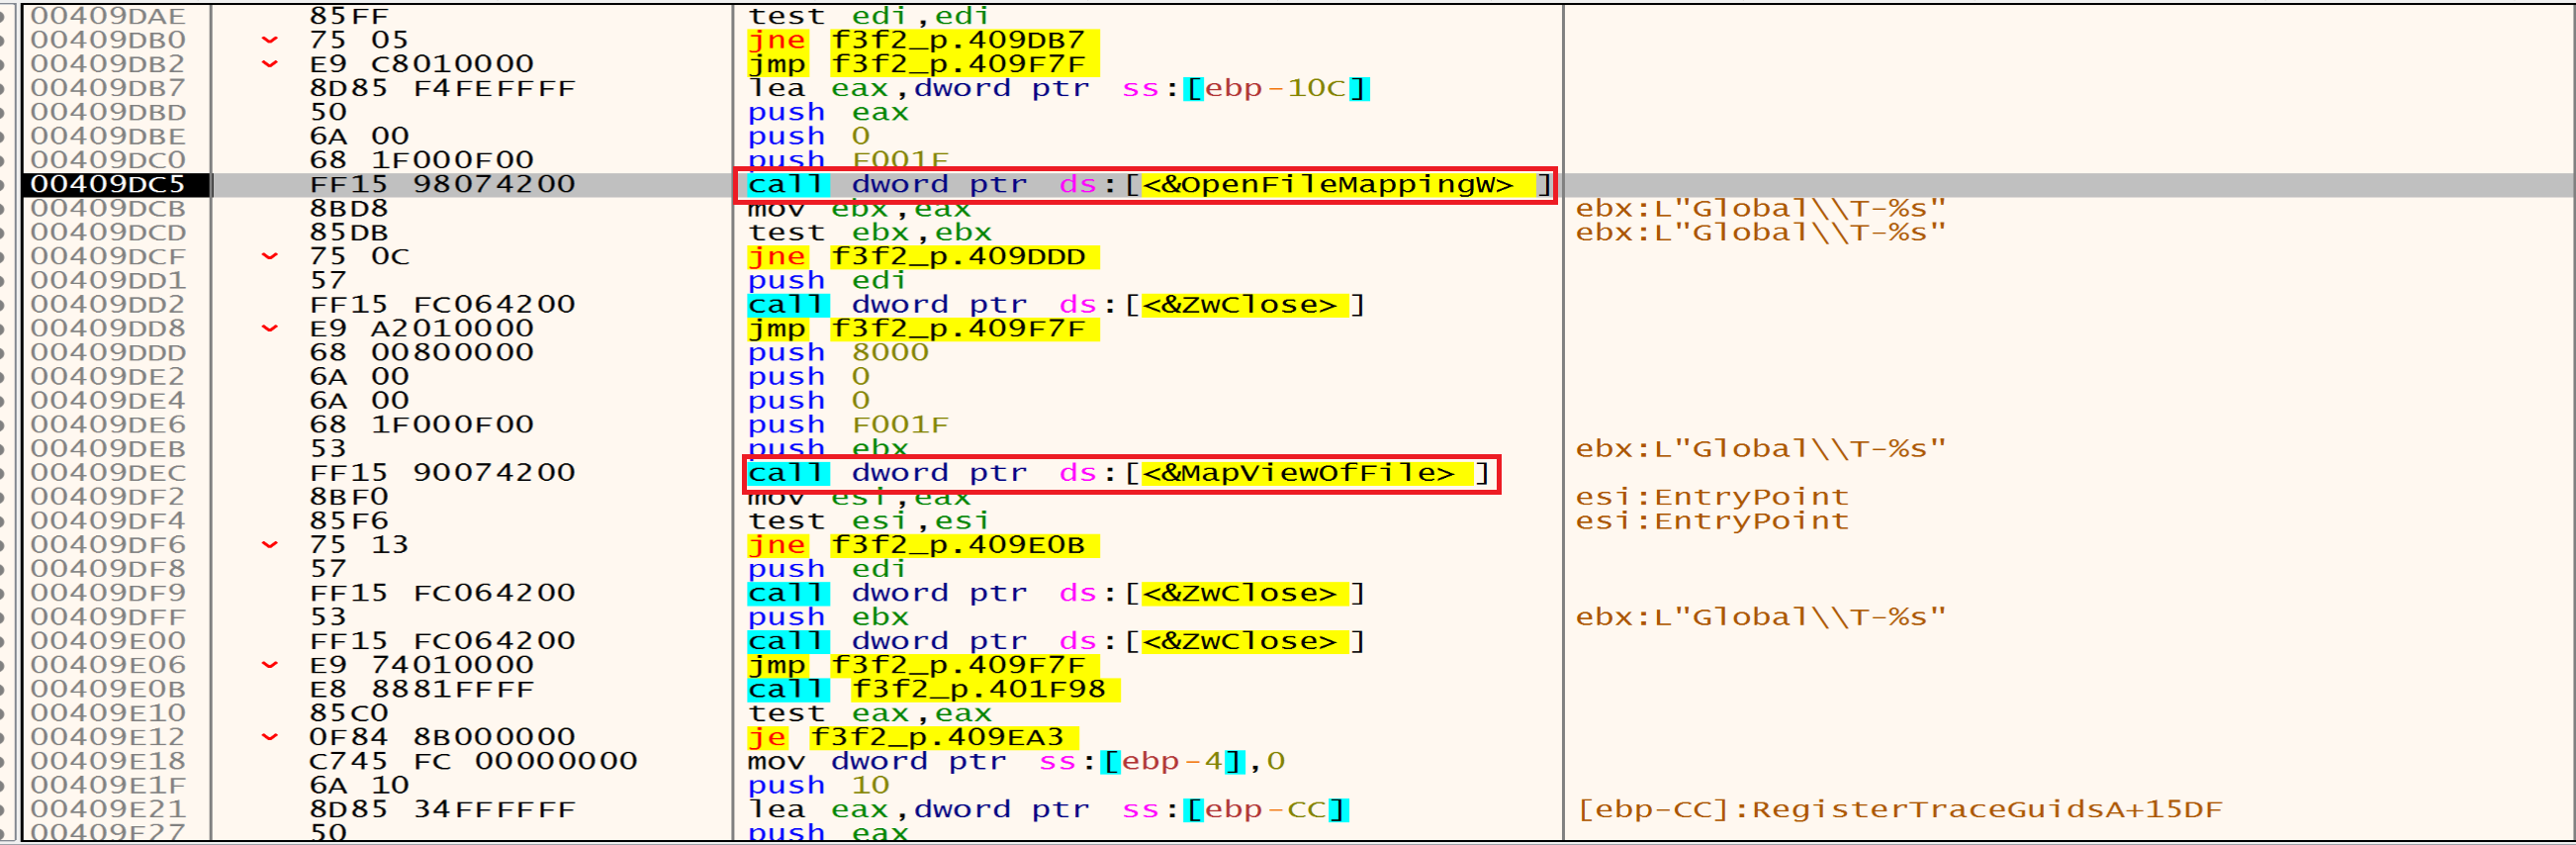 00409DAE 85FF test edi,edi
00409DB0 75 05 jne f3f2_p.409DB7
00409DB2 E9 C8010000 jmp f3f2_p.409F7F
00409DB7 8D85 F4FEFFFF lea eax,dword ptr ss:[ebp-10C]
00409DBD 50 push eax
00409DBE 6A 00 push 0
00409DC0 68 1F000F00 push F001F
00409DC5 FF15 98074200 call dword ptr ds:[<&OpenFileMappingW>]
00409DCB 8BD8 mov ebx,eax ebx:L"Global\\T-%s"
00409DCD 85DB test ebx,ebx ebx:L"Global\\T-%s"
00409DCF 75 0C jne f3f2_p.409DDD
00409DD1 57 push edi
00409DD2 FF15 FC064200 call dword ptr ds:[<&ZwClose>]
00409DD8 E9 A2010000 jmp f3f2_p.409F7F
00409DDD 68 00800000 push 8000
00409DE2 6A 00 push 0
00409DE4 6A 00 push 0
00409DE6 68 1F000F00 push F001F
00409DEB 53 push ebx ebx:L"Global\\T-%s"
00409DEC FF15 90074200 call dword ptr ds:[<&MapViewOfFile>]
00409DF2 8BF0 mov esi,eax esi:EntryPoint
00409DF4 85F6 test esi,esi esi:EntryPoint
00409DF6 75 13 jne f3f2_p.409E0B
00409DF8 57 push edi
00409DF9 FF15 FC064200 call dword ptr ds:[<&ZwClose>]
00409DFF 53 push ebx ebx:L"Global\\T-%s"
00409E00 FF15 FC064200 call dword ptr ds:[<&ZwClose>]
00409E06 E9 74010000 jmp f3f2_p.409F7F
00409E0B E8 8881FFFF call f3f2_p.401F98
00409E10 85C0 test eax,eax
00409E12 0F84 8B000000 je f3f2_p.409EA3
00409E18 C745 FC 00000000 mov dword ptr ss:[ebp-4],0
00409E1F 6A 10 push 10
00409E21 8D85 34FFFFFF lea eax,dword ptr ss:[ebp-CC] [ebp-CC]:RegisterTraceGuidsA+15DF
00409E27 50 push eax